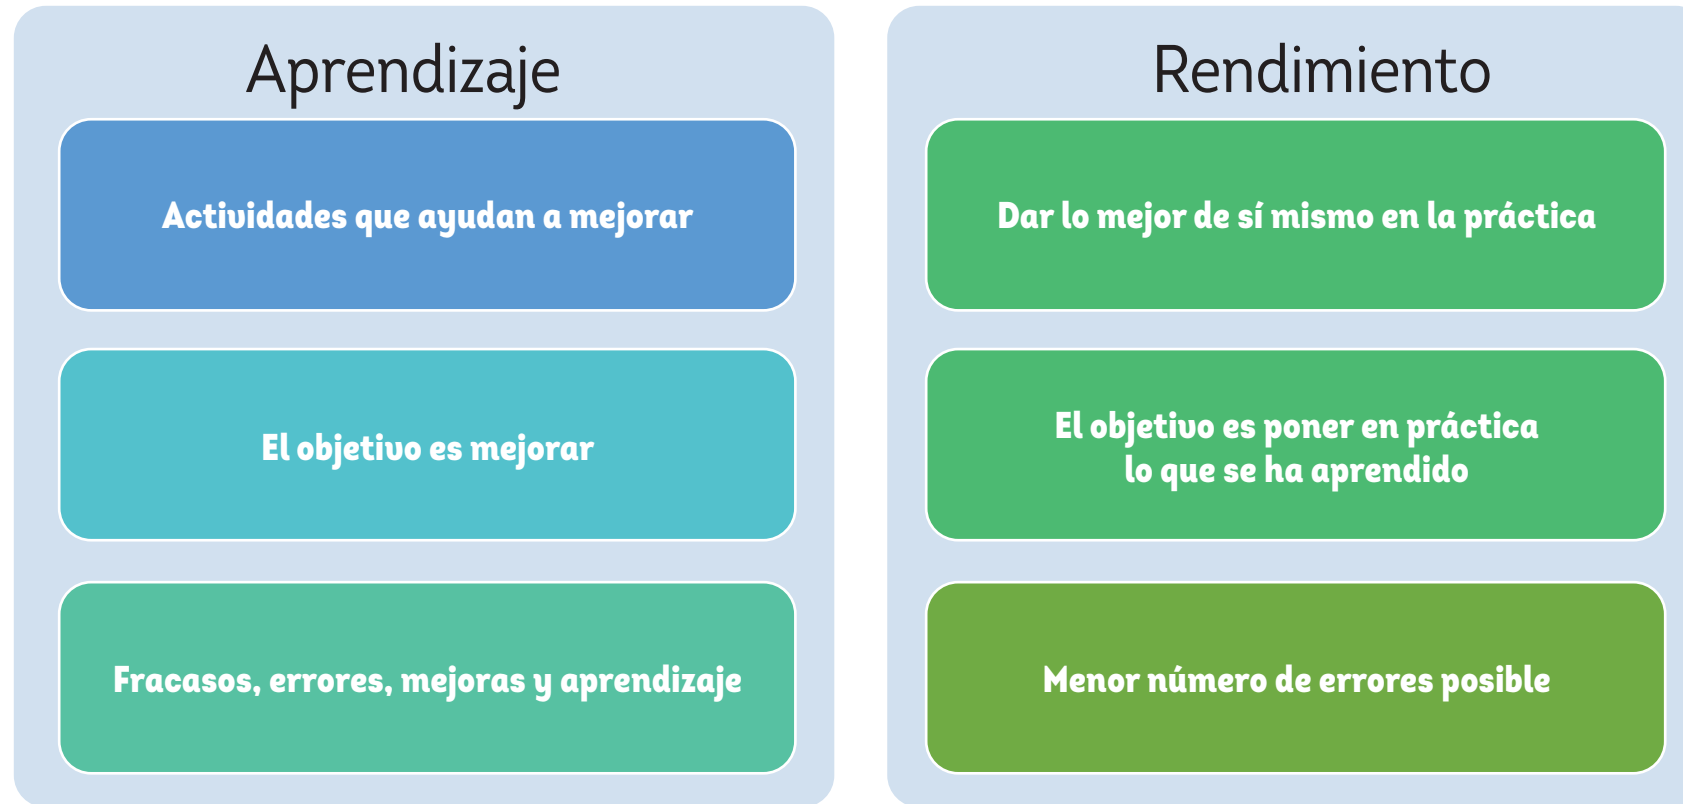 Aprendizaje
Actividades que ayudan a mejorar
El objetivo es mejorar
Fracasos, errores, mejoras y aprendizaje
Rendimiento
Dar lo mejor de sí mismo en la práctica
El objetivo es poner en práctica
lo que se ha aprendido
Menor número de errores posible